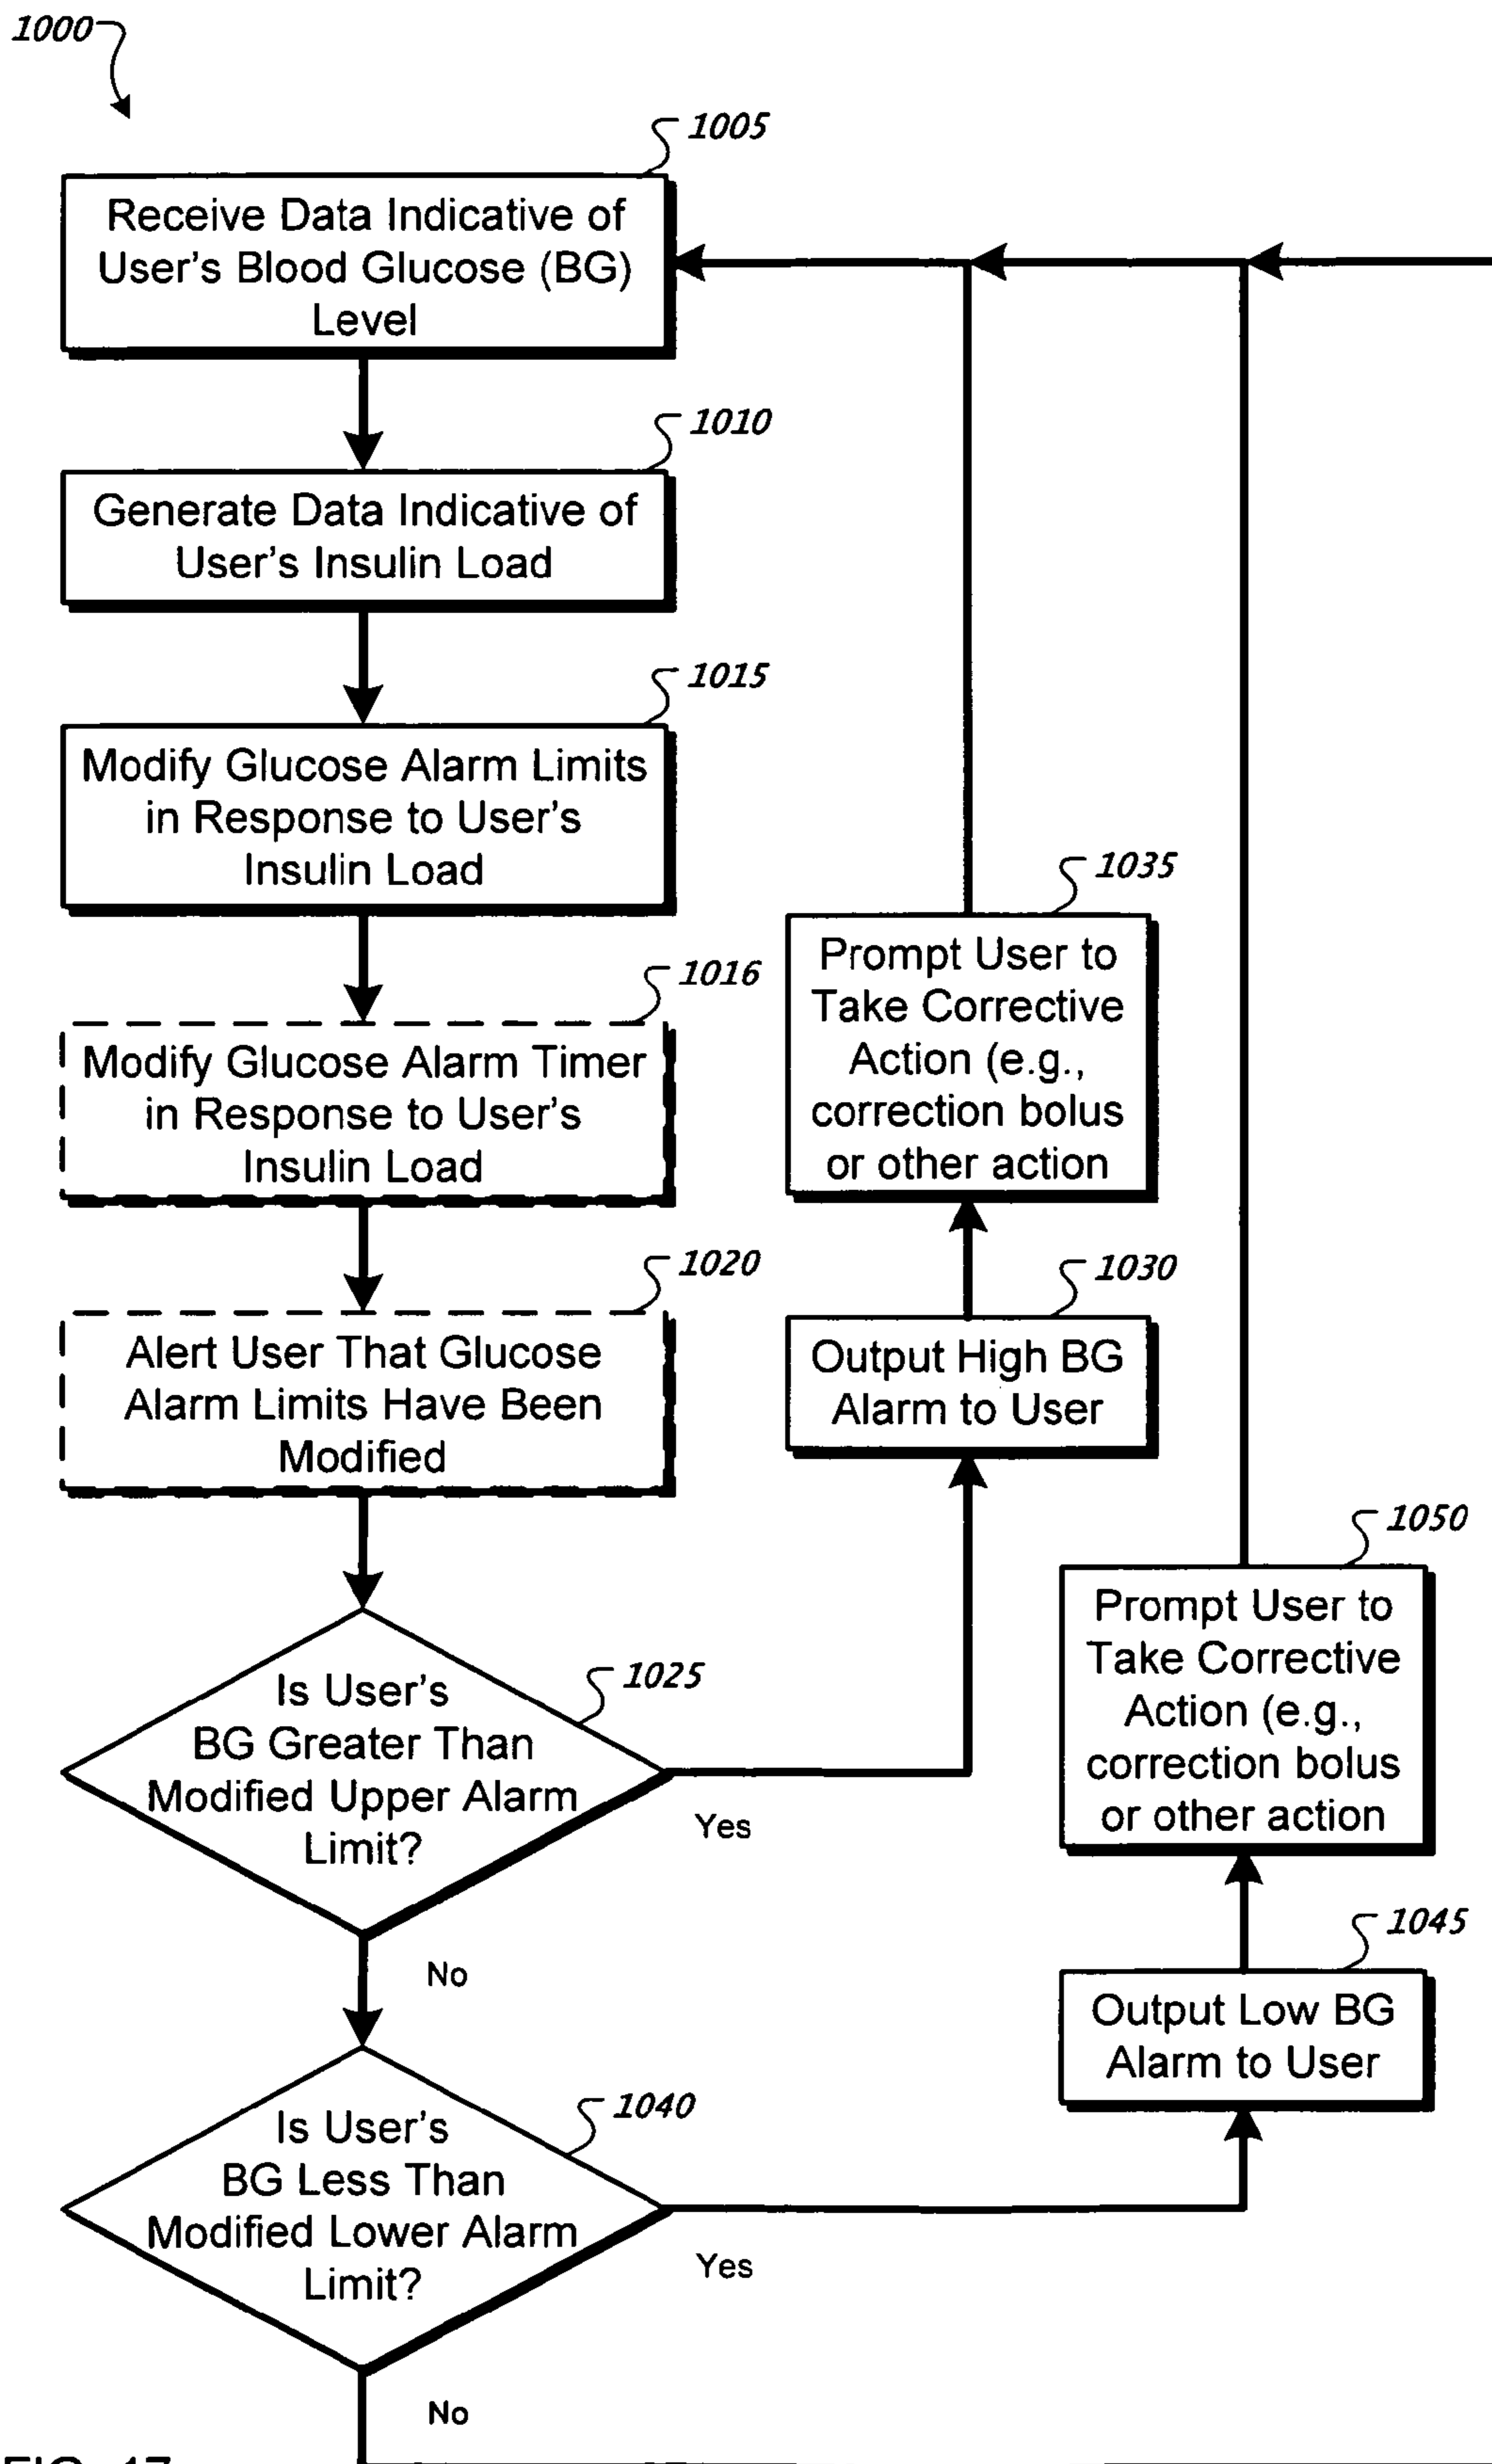 1000
1005
Receive Data Indicative of
User's Blood Glucose (BG)
Level
1010
Generate Data Indicative of
User's Insulin Load
1015
Modify Glucose Alarm Limits
in Response to User's
Insulin Load
1016
Modify Glucose Alarm Timer
in Response to User's
Insulin Load
1020
Alert User That Glucose
Alarm Limits Have Been
Modified
1025
Is User's
BG Greater Than
Modified Upper Alarm
Limit?
Yes
No
1030
Output High BG
Alarm to User
1035
Prompt User to
Take Corrective
Action (e.g.,
correction bolus
or other action
1040
Is User's
BG Less Than
Modified Lower Alarm
Limit?
Yes
No
1045
Output Low BG
Alarm to User
1050
Prompt User to
Take Corrective
Action (e.g.,
correction bolus
or other action